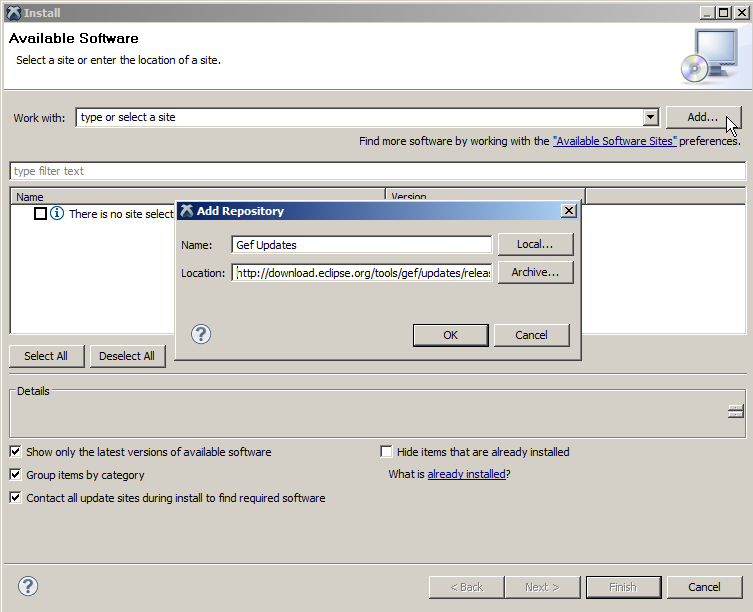 Install
Available Software
Select a site or enter the location of a site.
Work with: type or select a site Add...
Find more software by working with the "Available Software Sites" preferences.
type filter text
Name Version
There is no site select
Add Repository
Name: Gef Updates Local...
Location: http://download.eclipse.org/tools/gef/updates/releas Archive...
? OK Cancel
Select All Deselect All
Details
Show only the latest versions of available software Hide items that are already installed
Group items by category What is already installed?
Contact all update sites during install to find required software
? < Back Next > Finish Cancel